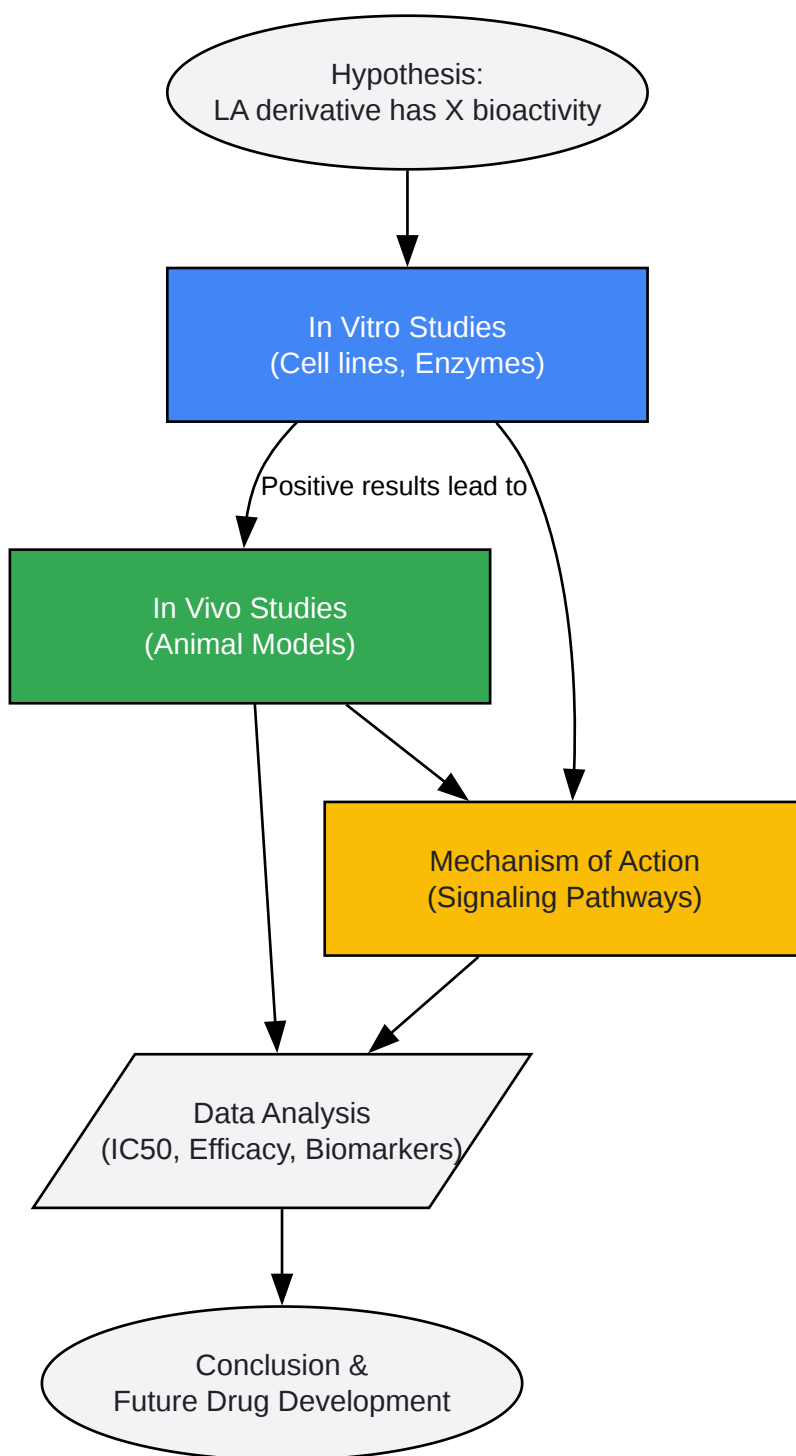 Hypothesis:
LA derivative has X bioactivity
In Vitro Studies
(Cell lines, Enzymes)
Positive results lead to
In Vivo Studies
(Animal Models)
Mechanism of Action
(Signaling Pathways)
Data Analysis
(IC50, Efficacy, Biomarkers)
Conclusion &
Future Drug Development